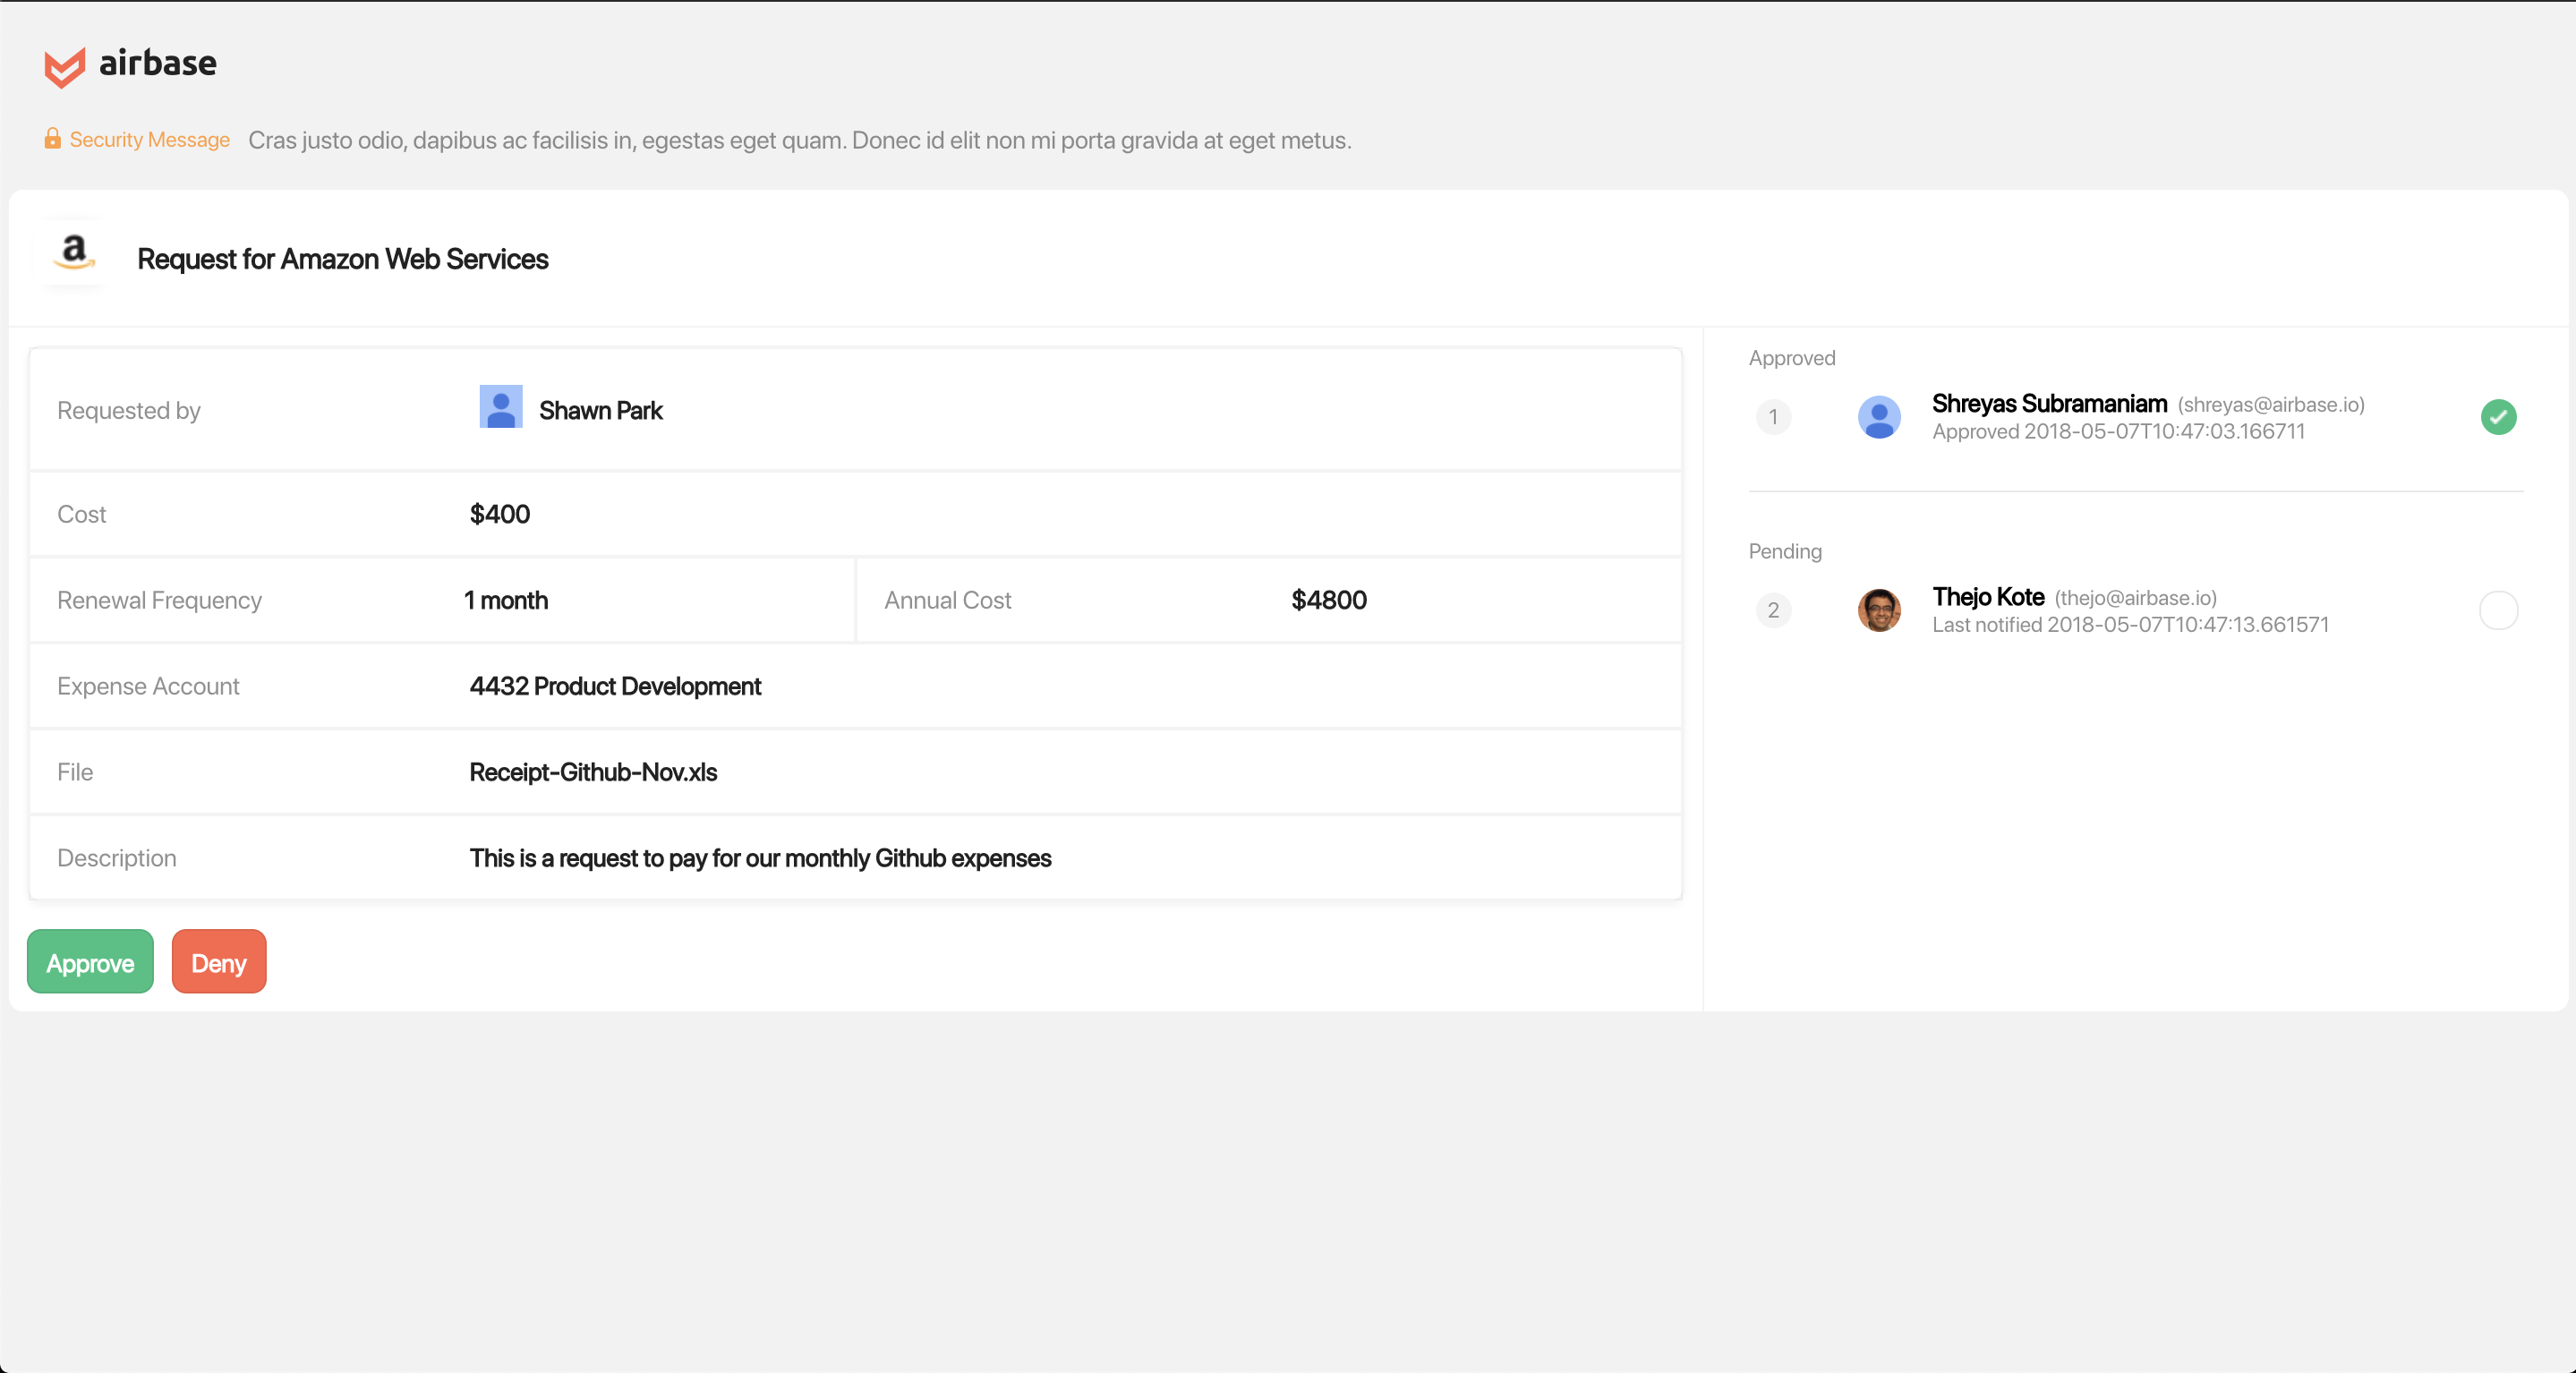 airbase
Security Message Cras justo odio, dapibus ac facilisis in, egestas eget quam. Donec id elit non mi porta gravida at eget metus.
a
Request for Amazon Web Services
Requested by Shawn Park
Cost $400
Renewal Frequency 1 month Annual Cost $4800
Expense Account 4432 Product Development
File Receipt-Github-Nov.xls
Description This is a request to pay for our monthly Github expenses
Approve Deny
Approved
1 Shreyas Subramaniam (shreyas@airbase.io)
Approved 2018-05-07T10:47:03.166711
Pending
2 Thejo Kote (thejo@airbase.io)
Last notified 2018-05-07T10:47:13.661571